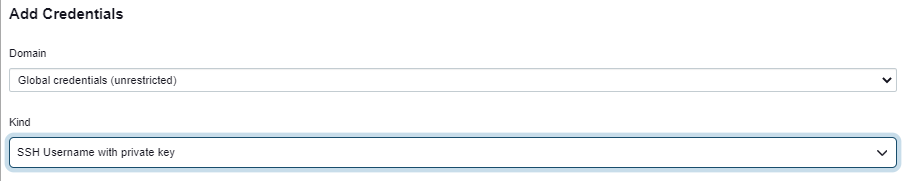 Add Credentials
Domain
Global credentials (unrestricted)
Kind
SSH Username with private key